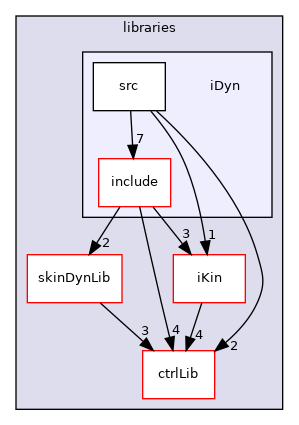 libraries
src
iDyn
7
include
2
3
1
skinDynLib
iKin
3
4
4
2
ctrlLib